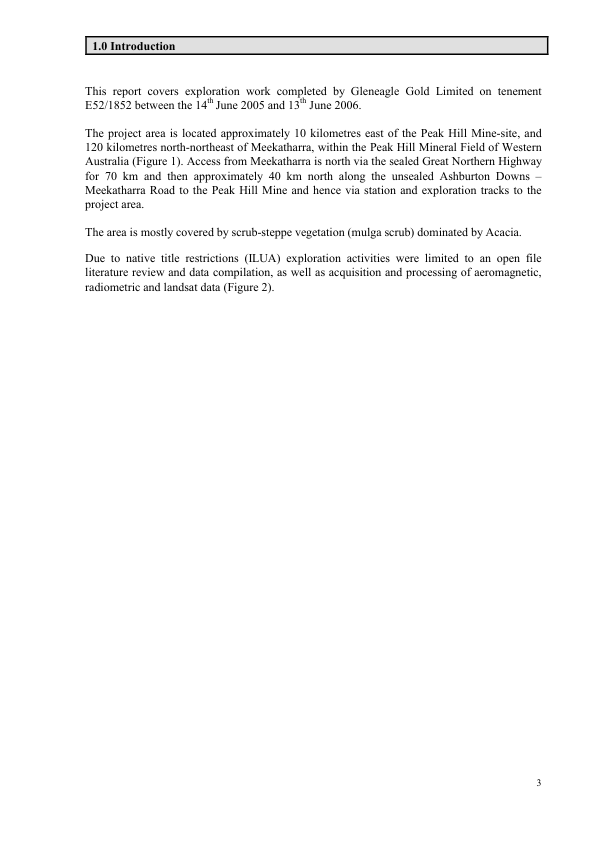 1.0 Introduction
This report covers exploration work completed by Gleneagle Gold Limited on tenement
E52/1852 between the 14th June 2005 and 13th June 2006.
The project area is located approximately 10 kilometres east of the Peak Hill Mine-site, and
120 kilometres north-northeast of Meekatharra, within the Peak Hill Mineral Field of Western
Australia (Figure 1). Access from Meekatharra is north via the sealed Great Northern Highway
for 70 km and then approximately 40 km north along the unsealed Ashburton Downs –
Meekatharra Road to the Peak Hill Mine and hence via station and exploration tracks to the
project area.
The area is mostly covered by scrub-steppe vegetation (mulga scrub) dominated by Acacia.
Due to native title restrictions (ILUA) exploration activities were limited to an open file
literature review and data compilation, as well as acquisition and processing of aeromagnetic,
radiometric and landsat data (Figure 2).
3